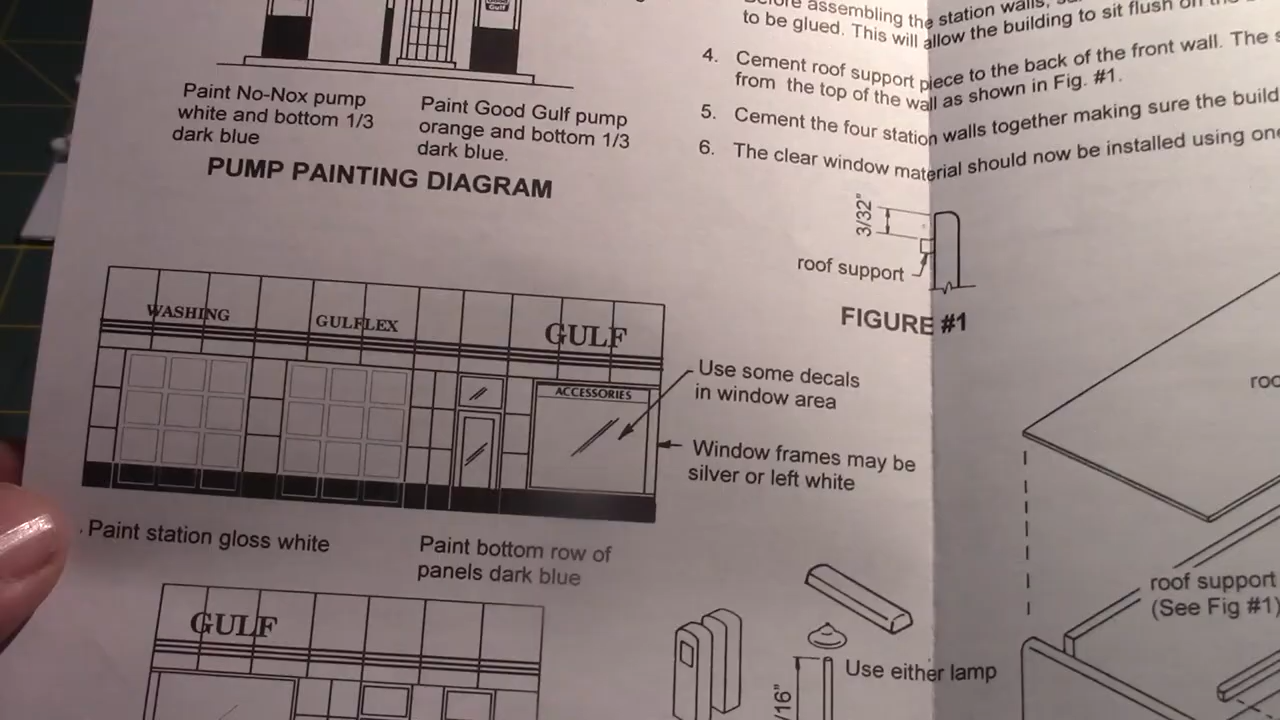 Good
Gulf
Paint No-Nox pump
white and bottom 1/3
dark blue
Paint Good Gulf pump
orange and bottom 1/3
dark blue.
PUMP PAINTING DIAGRAM
assembling the station walls,
to be glued. This will allow the building to sit flush on the
4. Cement roof support piece to the back of the front wall. The
from the top of the wall as shown in Fig. #1.
5. Cement the four station walls together making sure the build
6. The clear window material should now be installed using one
3/32"
roof support
FIGURE #1
WASHING
GULFLEX
GULF
ACCESSORIES
Use some decals
in window area
Window frames may be
silver or left white
Paint station gloss white
Paint bottom row of
panels dark blue
GULF
/16"
Use either lamp
roof support
(See Fig #1)